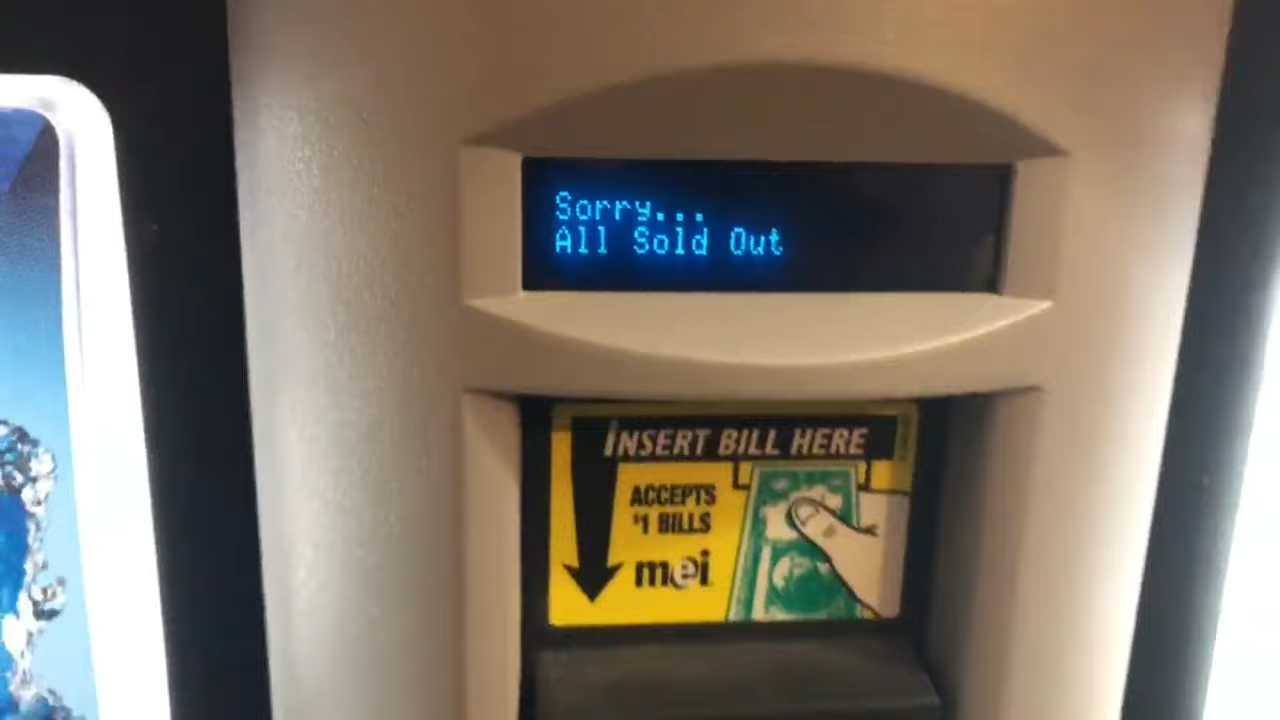 Sorry...
All Sold Out
INSERT BILL HERE
ACCEPTS
$1 BILLS
mei